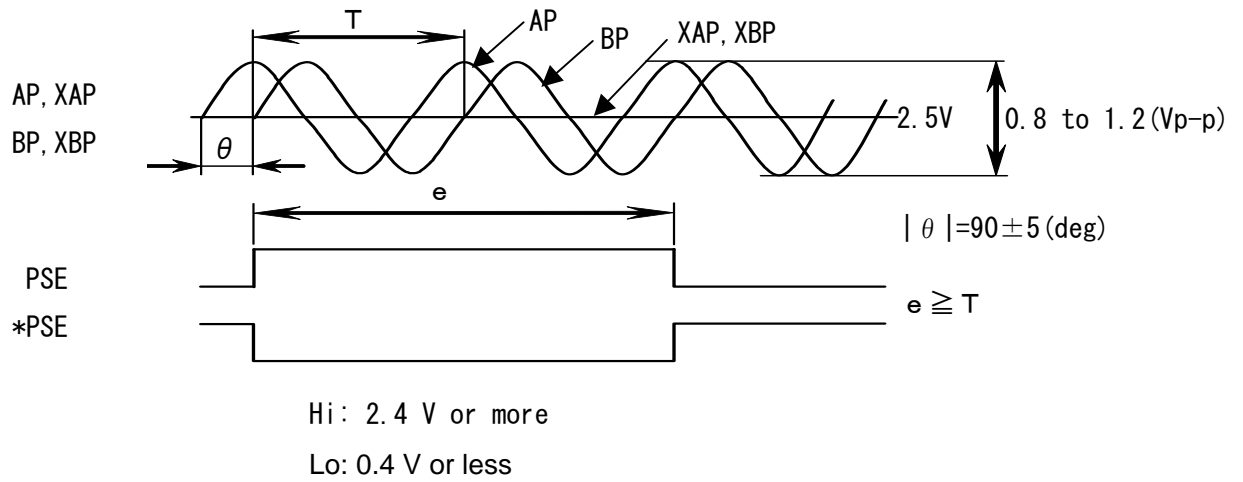 T
AP
BP
XAP, XBP
AP, XAP
BP, XBP
θ
2.5V
0.8 to 1.2(Vp-p)
e
| θ |=90±5(deg)
PSE
*PSE
e ≧ T
Hi: 2.4 V or more
Lo: 0.4 V or less